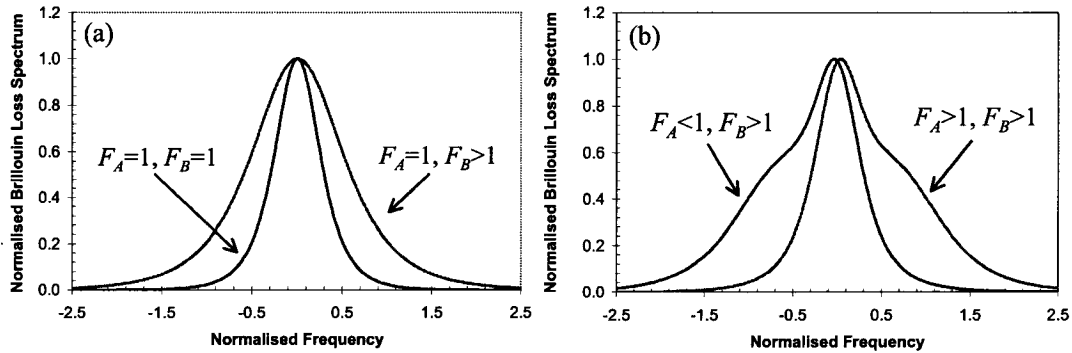 (a)
Normalised Brillouin Loss Spectrum
1.2
1.0
0.8
0.6
0.4
0.2
0.0
F_A=1, F_B=1
F_A=1, F_B>1
-2.5 -1.5 -0.5 0.5 1.5 2.5
Normalised Frequency
(b)
Normalised Brillouin Loss Spectrum
1.2
1.0
0.8
0.6
0.4
0.2
0.0
F_A<1, F_B>1
F_A>1, F_B>1
-2.5 -1.5 -0.5 0.5 1.5 2.5
Normalised Frequency